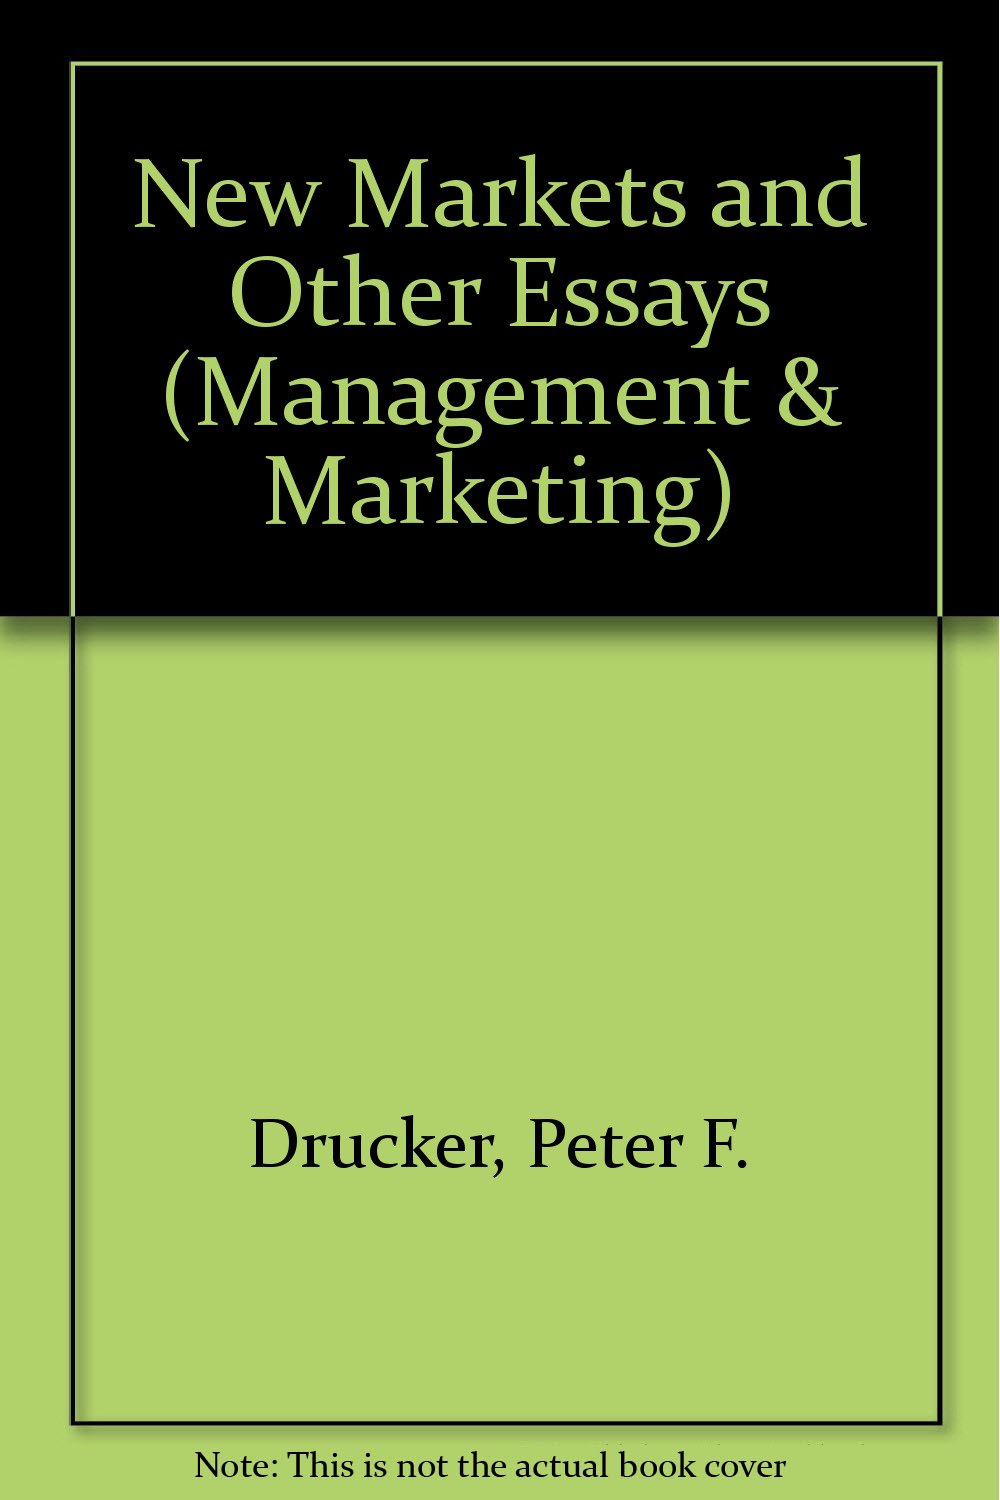 New Markets and
Other Essays
(Management &
Marketing)
Drucker, Peter F.
Note: This is not the actual book cover